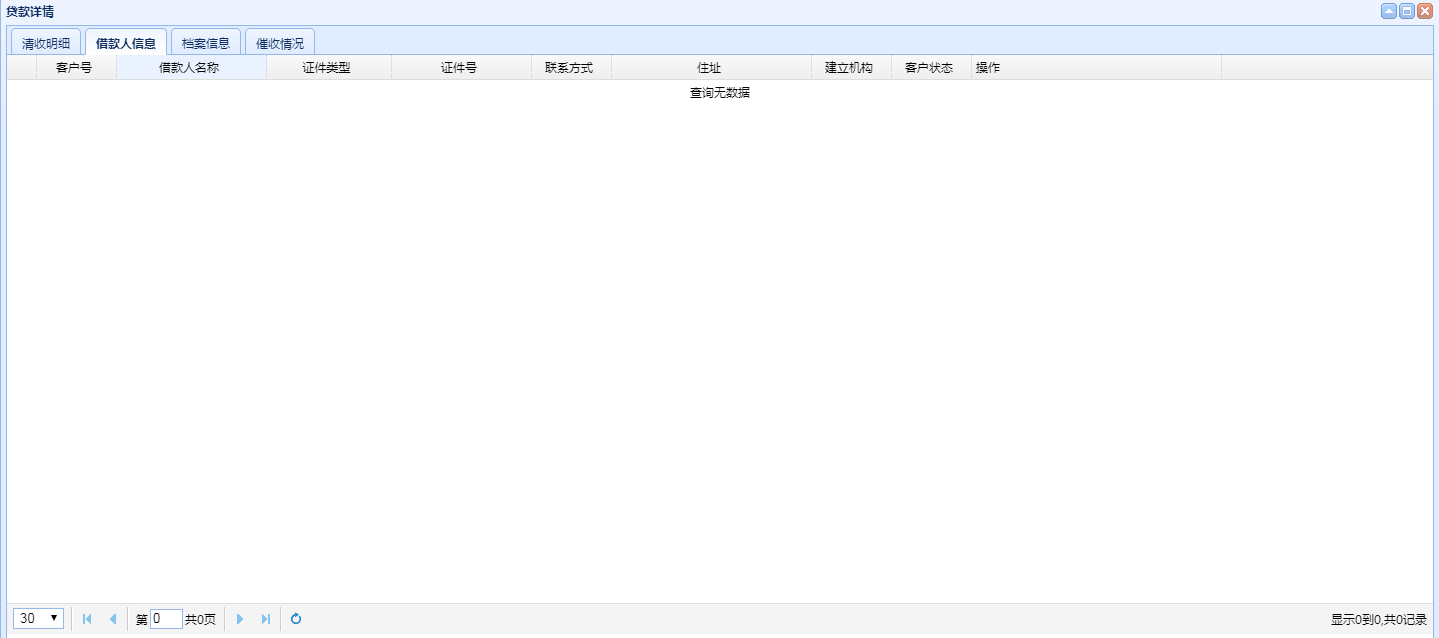 贷款详情
清收明细 借款人信息 档案信息 催收情况
客户号 借款人名称 证件类型 证件号 联系方式 住址 建立机构 客户状态 操作
查询无数据
30 第 0 共0页 显示0到0,共0记录